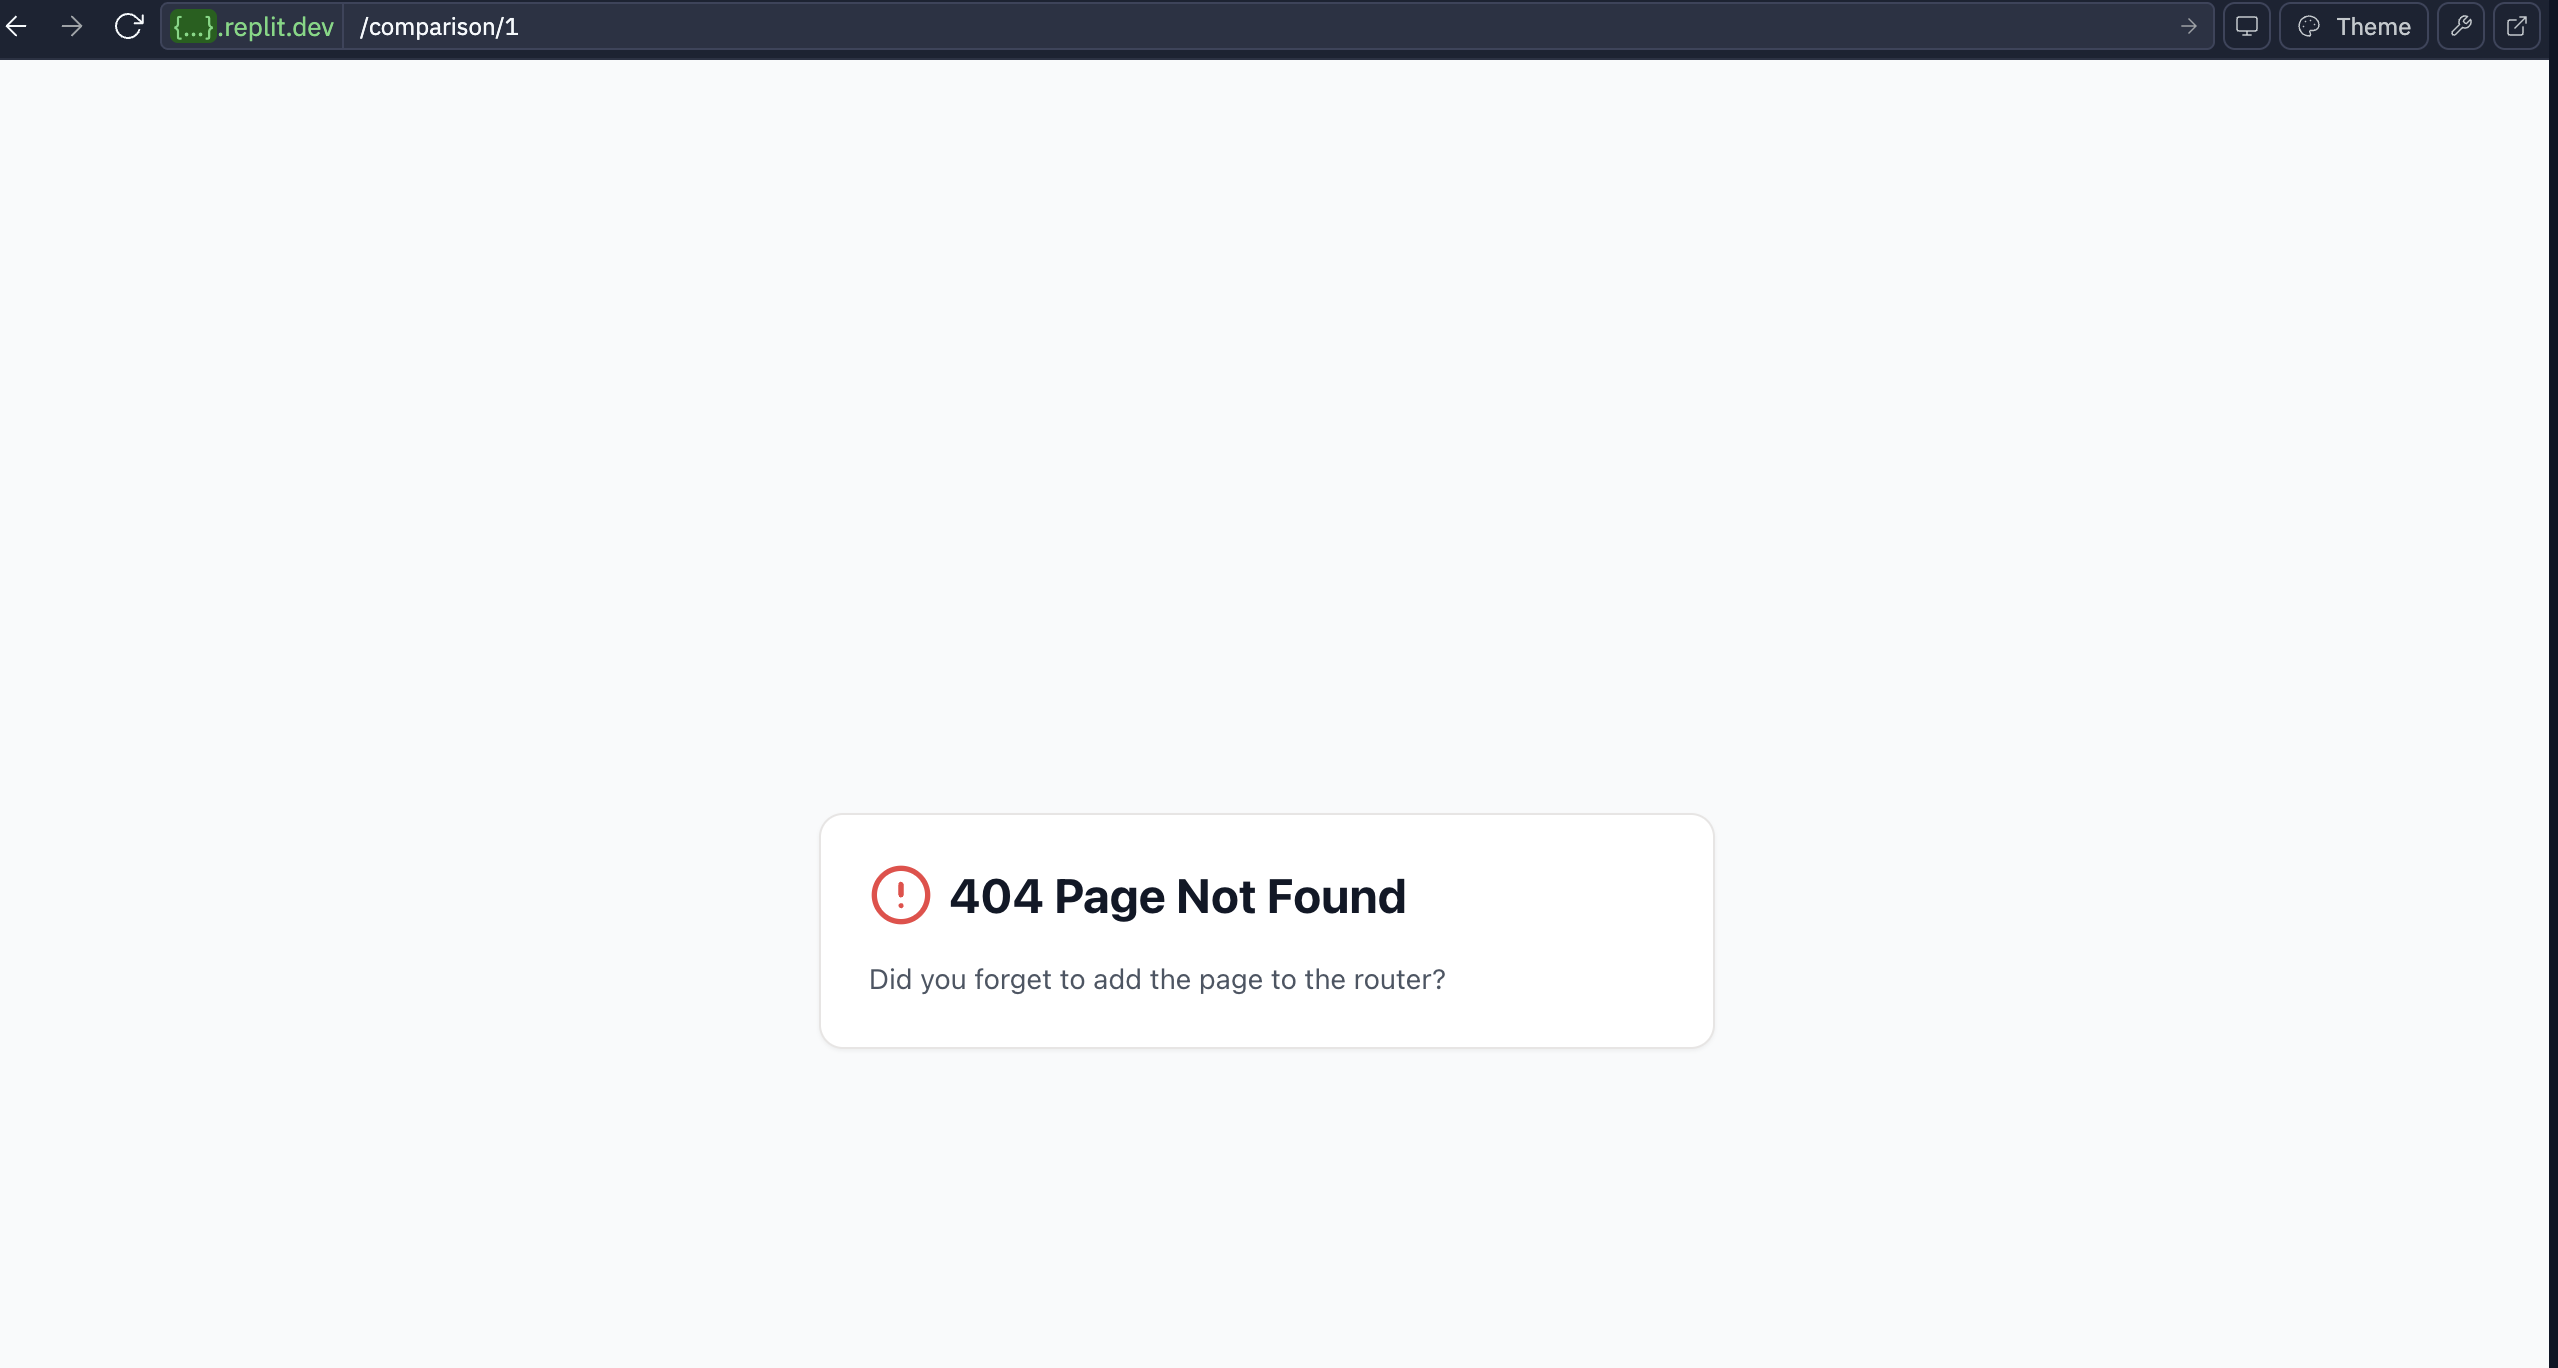 {...}.replit.dev /comparison/1 Theme
404 Page Not Found
Did you forget to add the page to the router?